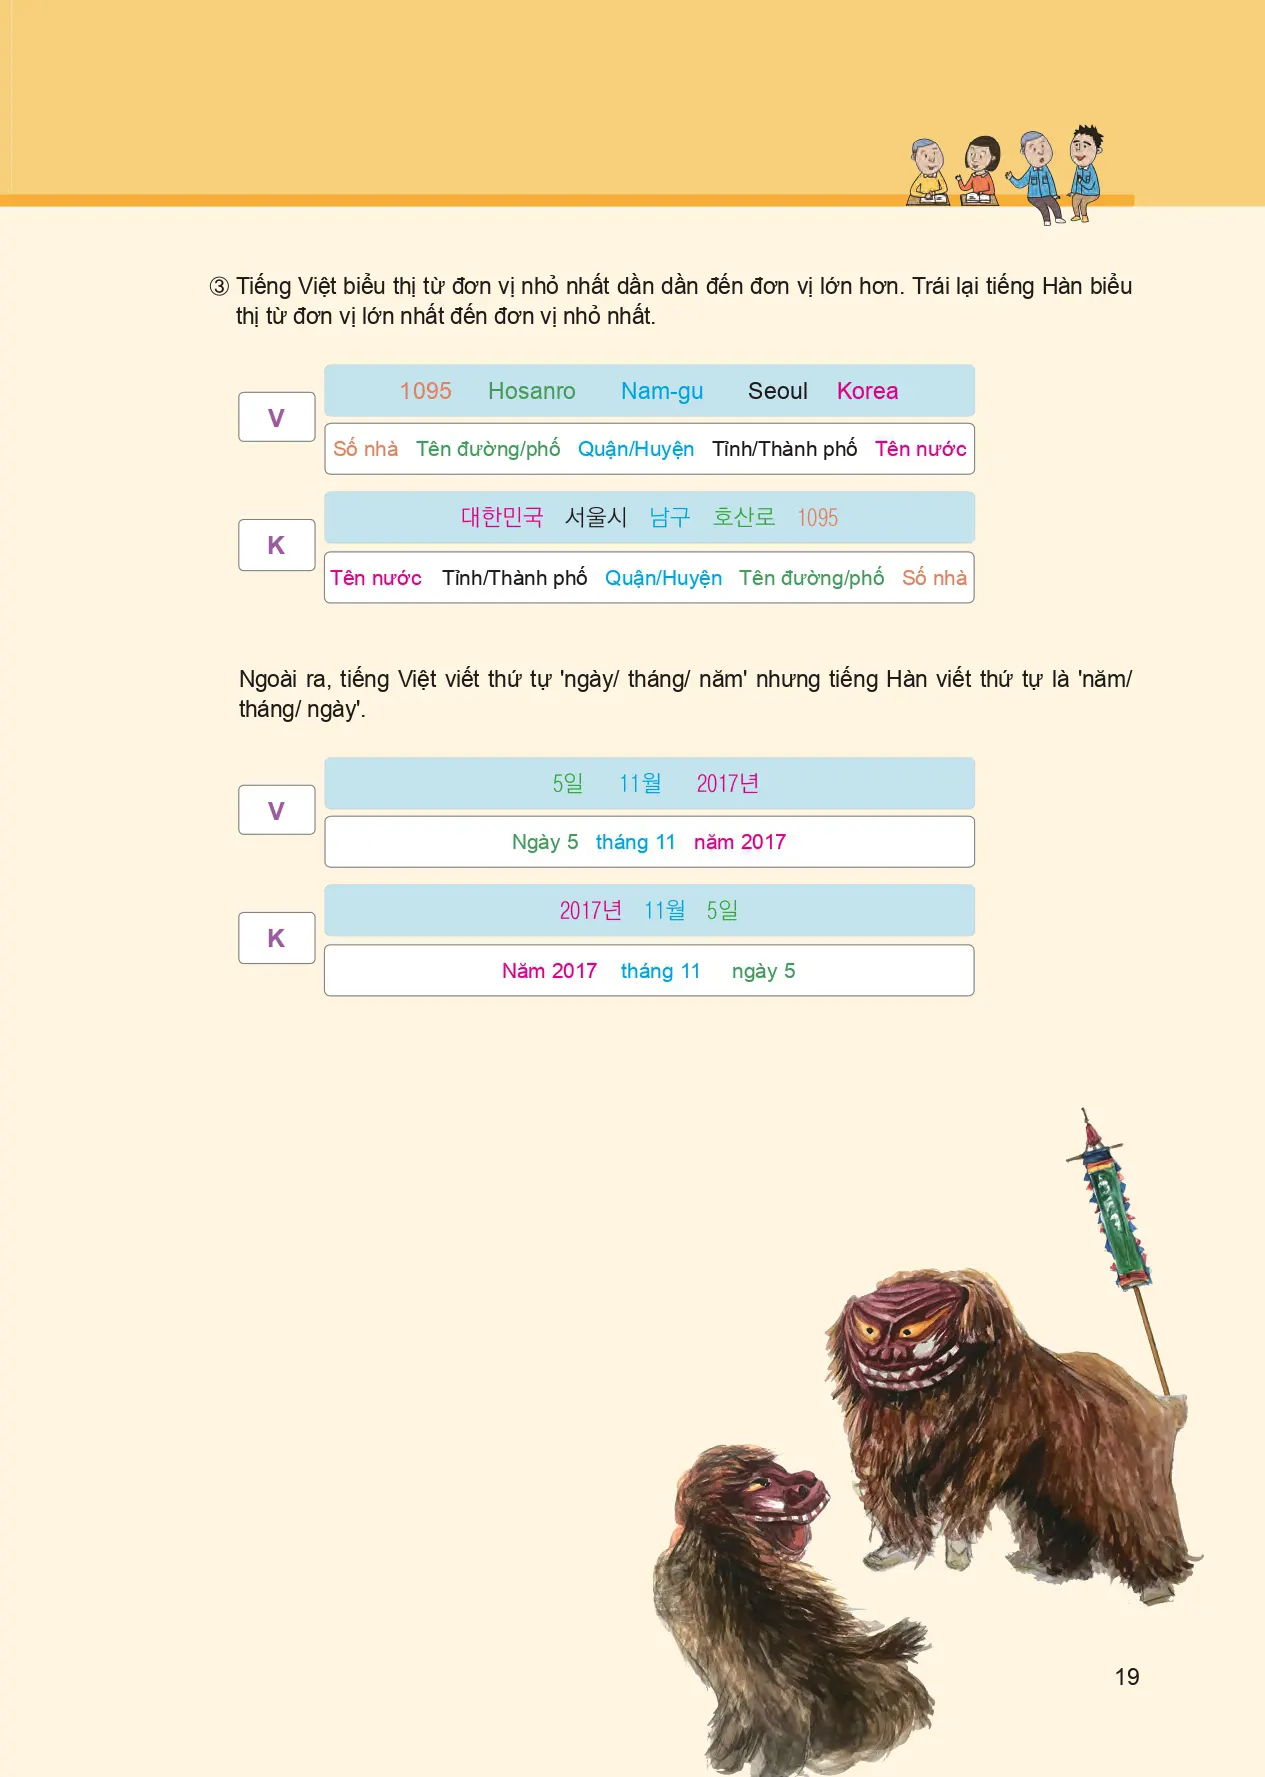 ③ Tiếng Việt biểu thị từ đơn vị nhỏ nhất dần dần đến đơn vị lớn hơn. Trái lại tiếng Hàn biểu
thị từ đơn vị lớn nhất đến đơn vị nhỏ nhất.
V
1095 Hosanro Nam-gu Seoul Korea
Số nhà Tên đường/phố Quận/Huyện Tỉnh/Thành phố Tên nước
K
대한민국 서울시 남구 호산로 1095
Tên nước Tỉnh/Thành phố Quận/Huyện Tên đường/phố Số nhà
Ngoài ra, tiếng Việt viết thứ tự 'ngày/ tháng/ năm' nhưng tiếng Hàn viết thứ tự là 'năm/
tháng/ ngày'.
V
5일 11월 2017년
Ngày 5 tháng 11 năm 2017
K
2017년 11월 5일
Năm 2017 tháng 11 ngày 5
19